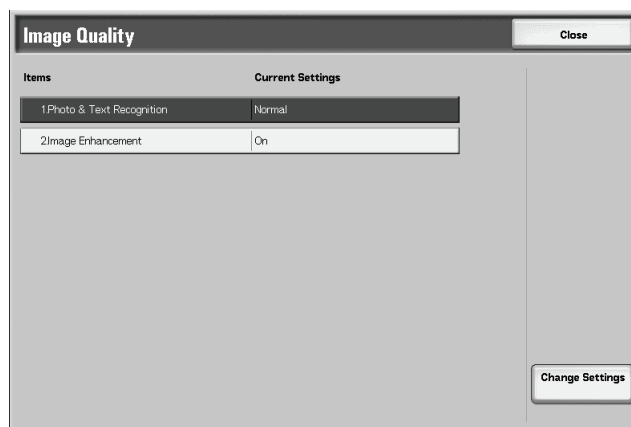 Image Quality
Close
Items Current Settings
1.Photo & Text Recognition Normal
2.Image Enhancement On
Change Settings